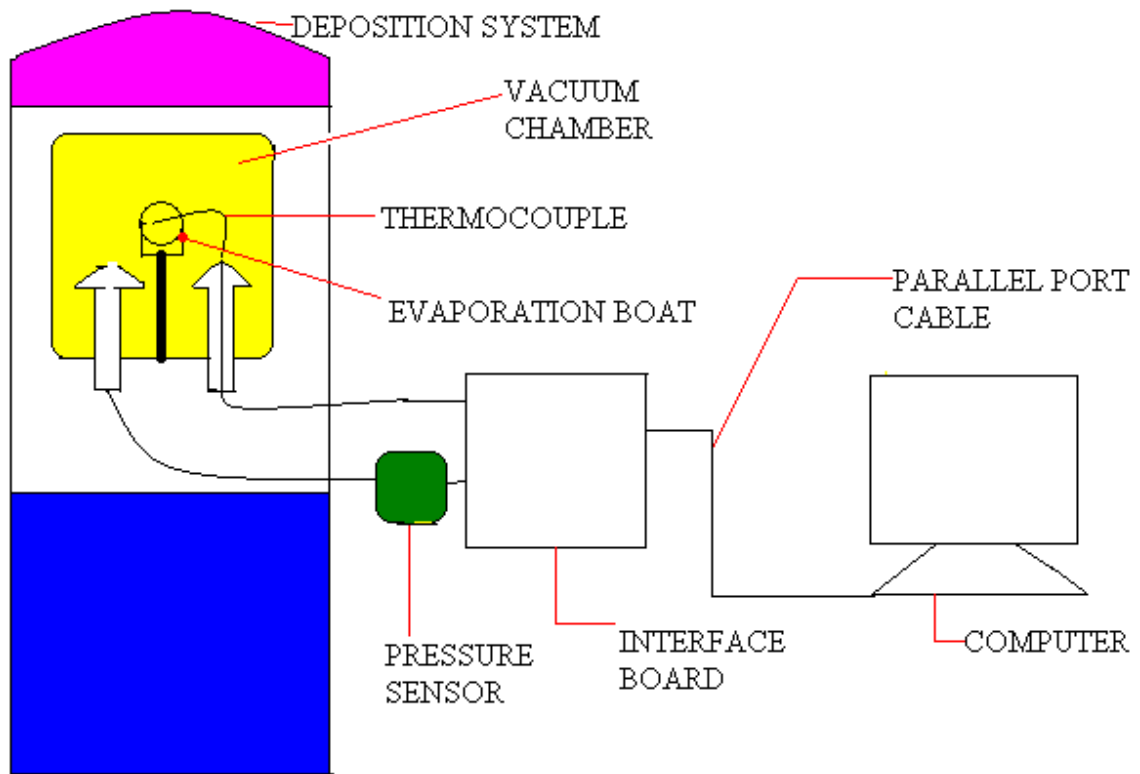 DEPOSITION SYSTEM
VACUUM
CHAMBER
THERMOCOUPLE
EVAPORATION BOAT
PARALLEL PORT
CABLE
PRESSURE
SENSOR
INTERFACE
BOARD
COMPUTER